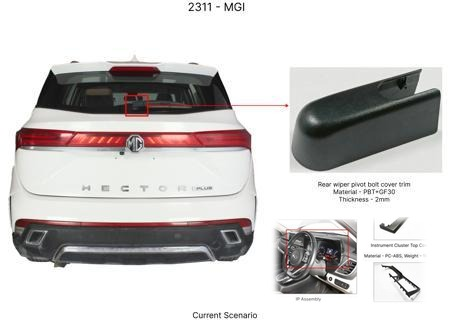 2311 - MGI
MG
HECTOR PLUS
Rear wiper pivot bolt cover trim
Material - PBT+GF30
Thickness - 2mm
Instrument Cluster Top
Material - PC-ABS, Weight -
IP Assembly
Current Scenario